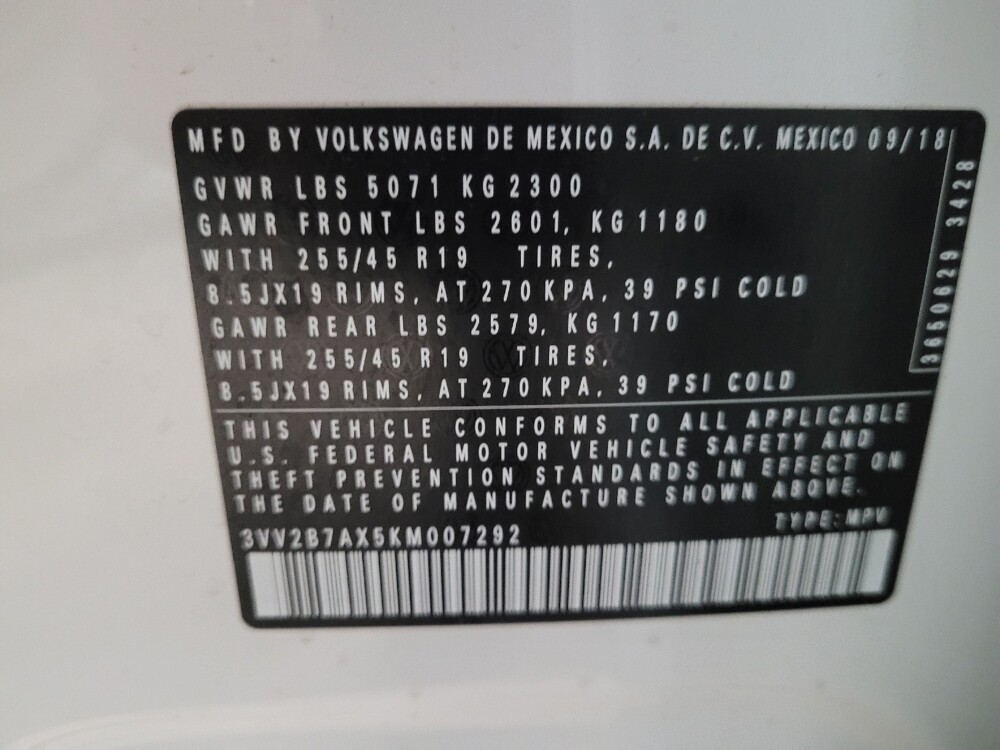 MFD BY VOLKSWAGEN DE MEXICO S.A. DE C.V. MEXICO 09/18
GVWR LBS 5071 KG 2300
GAWR FRONT LBS 2601, KG 1180
WITH 255/45 R19 TIRES,
8.5JX19 RIMS, AT 270 KPA, 39 PSI COLD
GAWR REAR LBS 2579, KG 1170
WITH 255/45 R19 TIRES,
8.5JX19 RIMS, AT 270 KPA, 39 PSI COLD
3650629 3428
THIS VEHICLE CONFORMS TO ALL APPLICABLE
U.S. FEDERAL MOTOR VEHICLE SAFETY AND
THEFT PREVENTION STANDARDS IN EFFECT ON
THE DATE OF MANUFACTURE SHOWN ABOVE.
TYPE: MPV
3VV2B7AX5KM007292